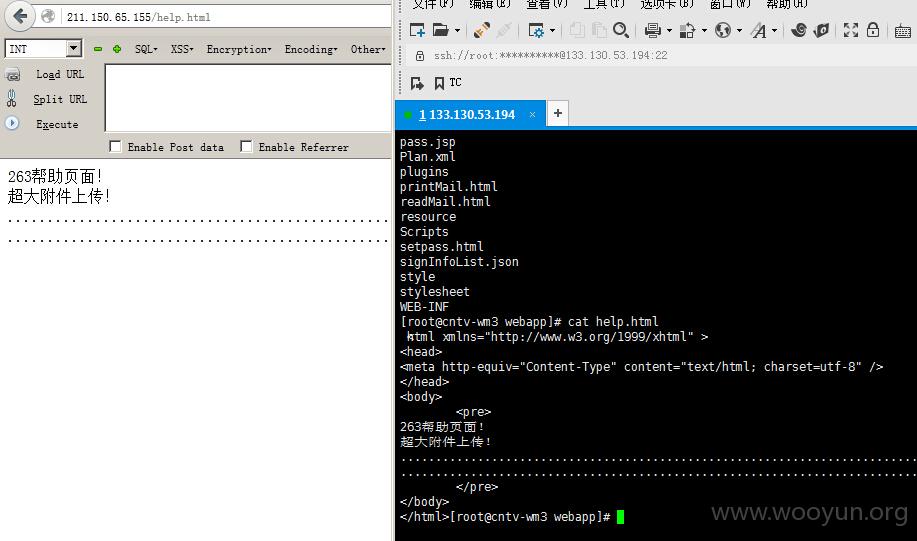 211.150.65.155/help.html
INT
SQL
XSS
Encryption
Encoding
Other
Load URL
Split URL
Execute
Enable Post data
Enable Referrer
263帮助页面!
超大附件上传!
................................................
................................................
文件(F)
编辑(E)
查看(V)
工具(T)
选项卡(B)
窗口(W)
帮助(H)
ssh://root:**********@133.130.53.194:22
TC
1 133.130.53.194
×
+
pass.jsp
Plan.xml
plugins
printMail.html
readMail.html
resource
Scripts
setpass.html
signInfoList.json
style
stylesheet
WEB-INF
[root@cntv-wm3 webapp]# cat help.html
<html xmlns="http://www.w3.org/1999/xhtml" >
<head>
<meta http-equiv="Content-Type" content="text/html; charset=utf-8" />
</head>
<body>
<pre>
263帮助页面!
超大附件上传!
..........................................................................
..........................................................................
</pre>
</body>
</html>[root@cntv-wm3 webapp]#
www.wooyun.org